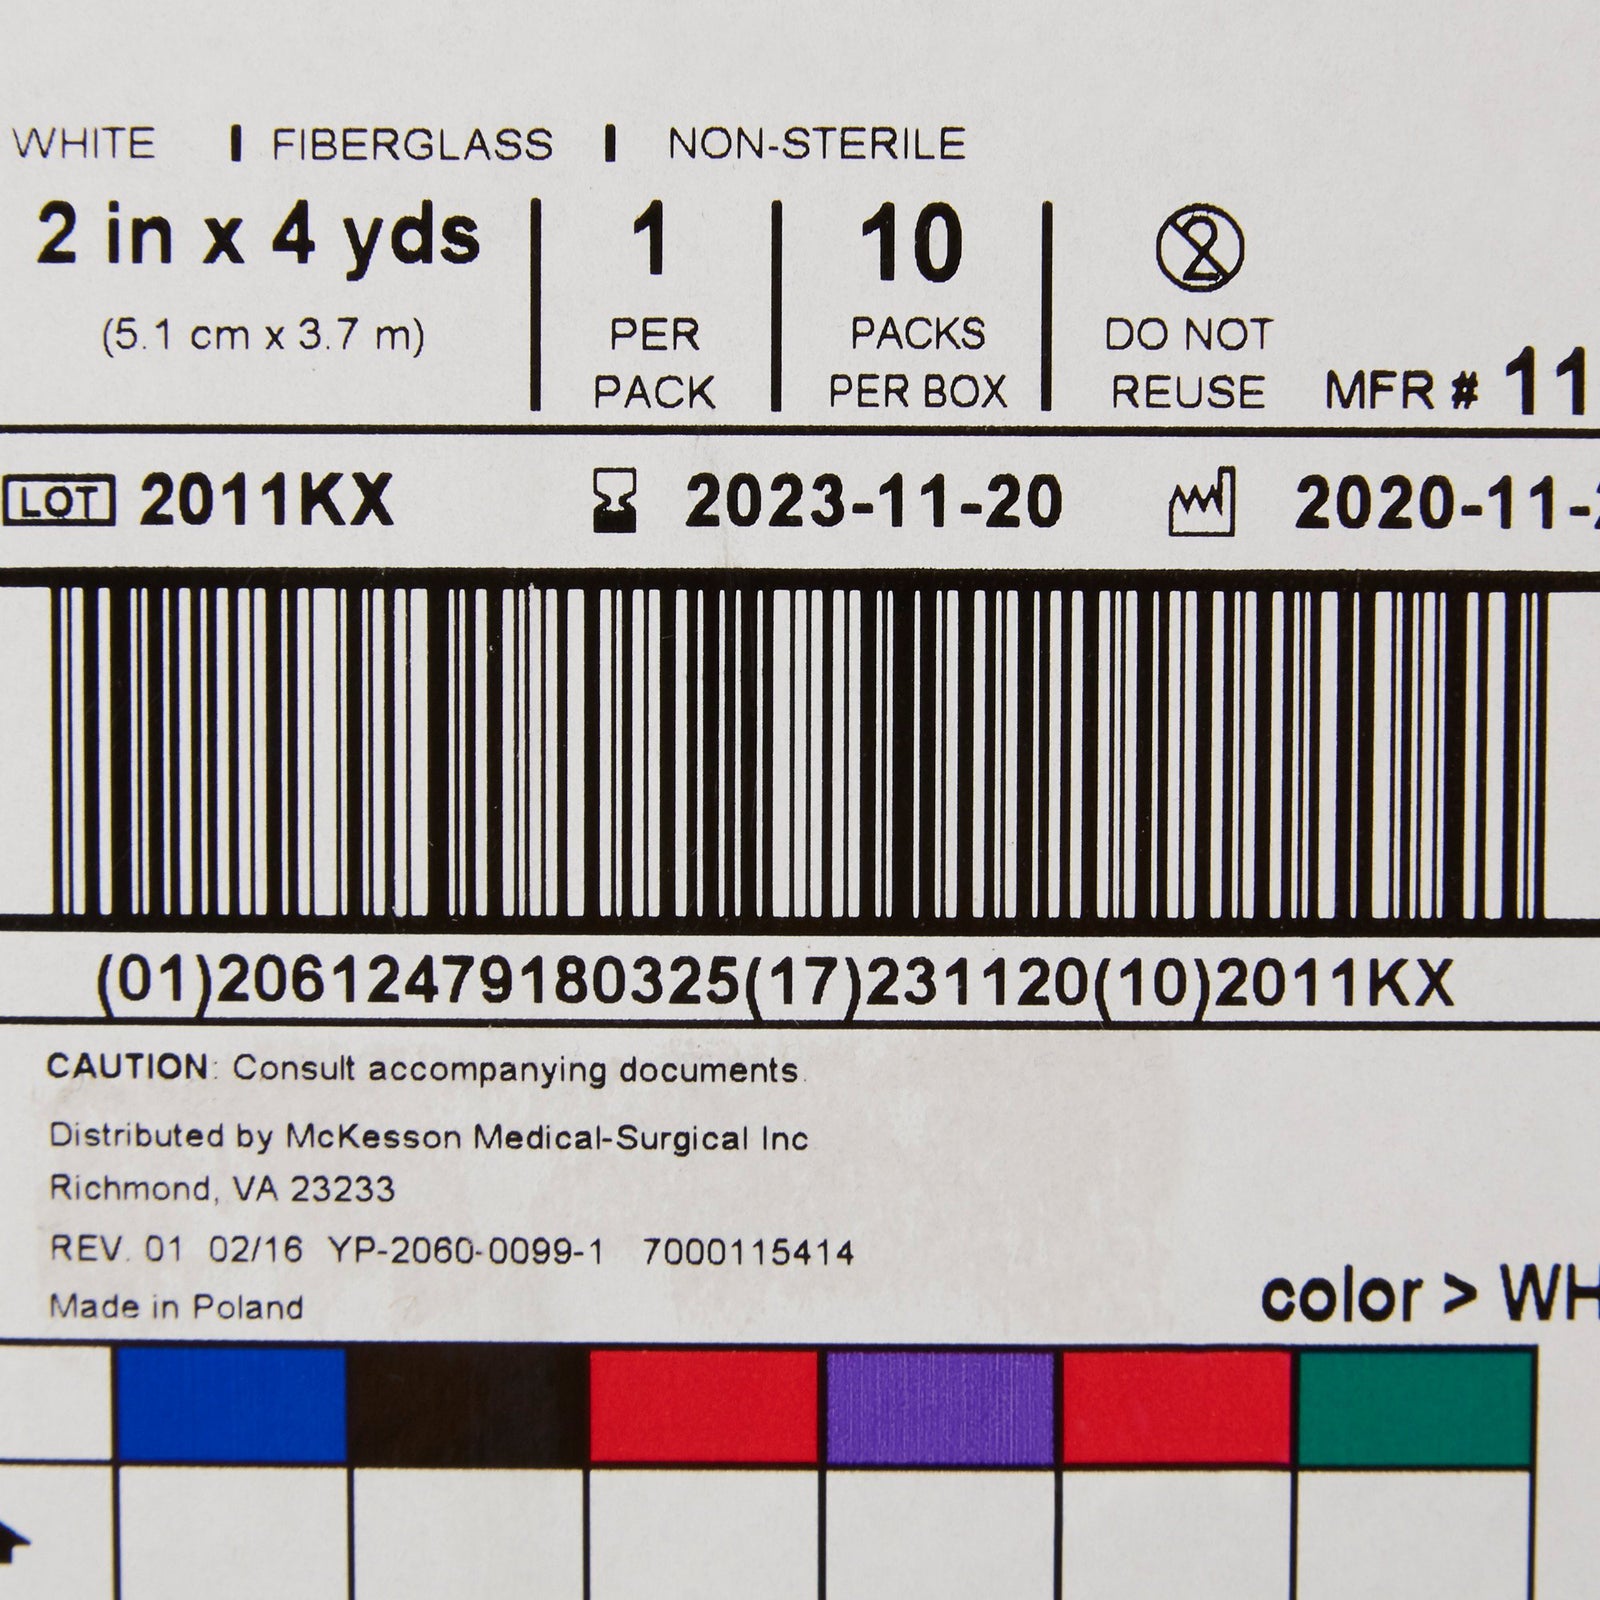 WHITE | FIBERGLASS | NON-STERILE
2 in x 4 yds
(5.1 cm x 3.7 m)
1
PER
PACK
10
PACKS
PER BOX
2
DO NOT
REUSE
MFR # 11
LOT 2011KX 2023-11-20 2020-11-
(01)20612479180325(17)231120(10)2011KX
CAUTION: Consult accompanying documents.
Distributed by McKesson Medical-Surgical Inc
Richmond, VA 23233
REV. 01 02/16 YP-2060-0099-1 7000115414
Made in Poland
color > WH